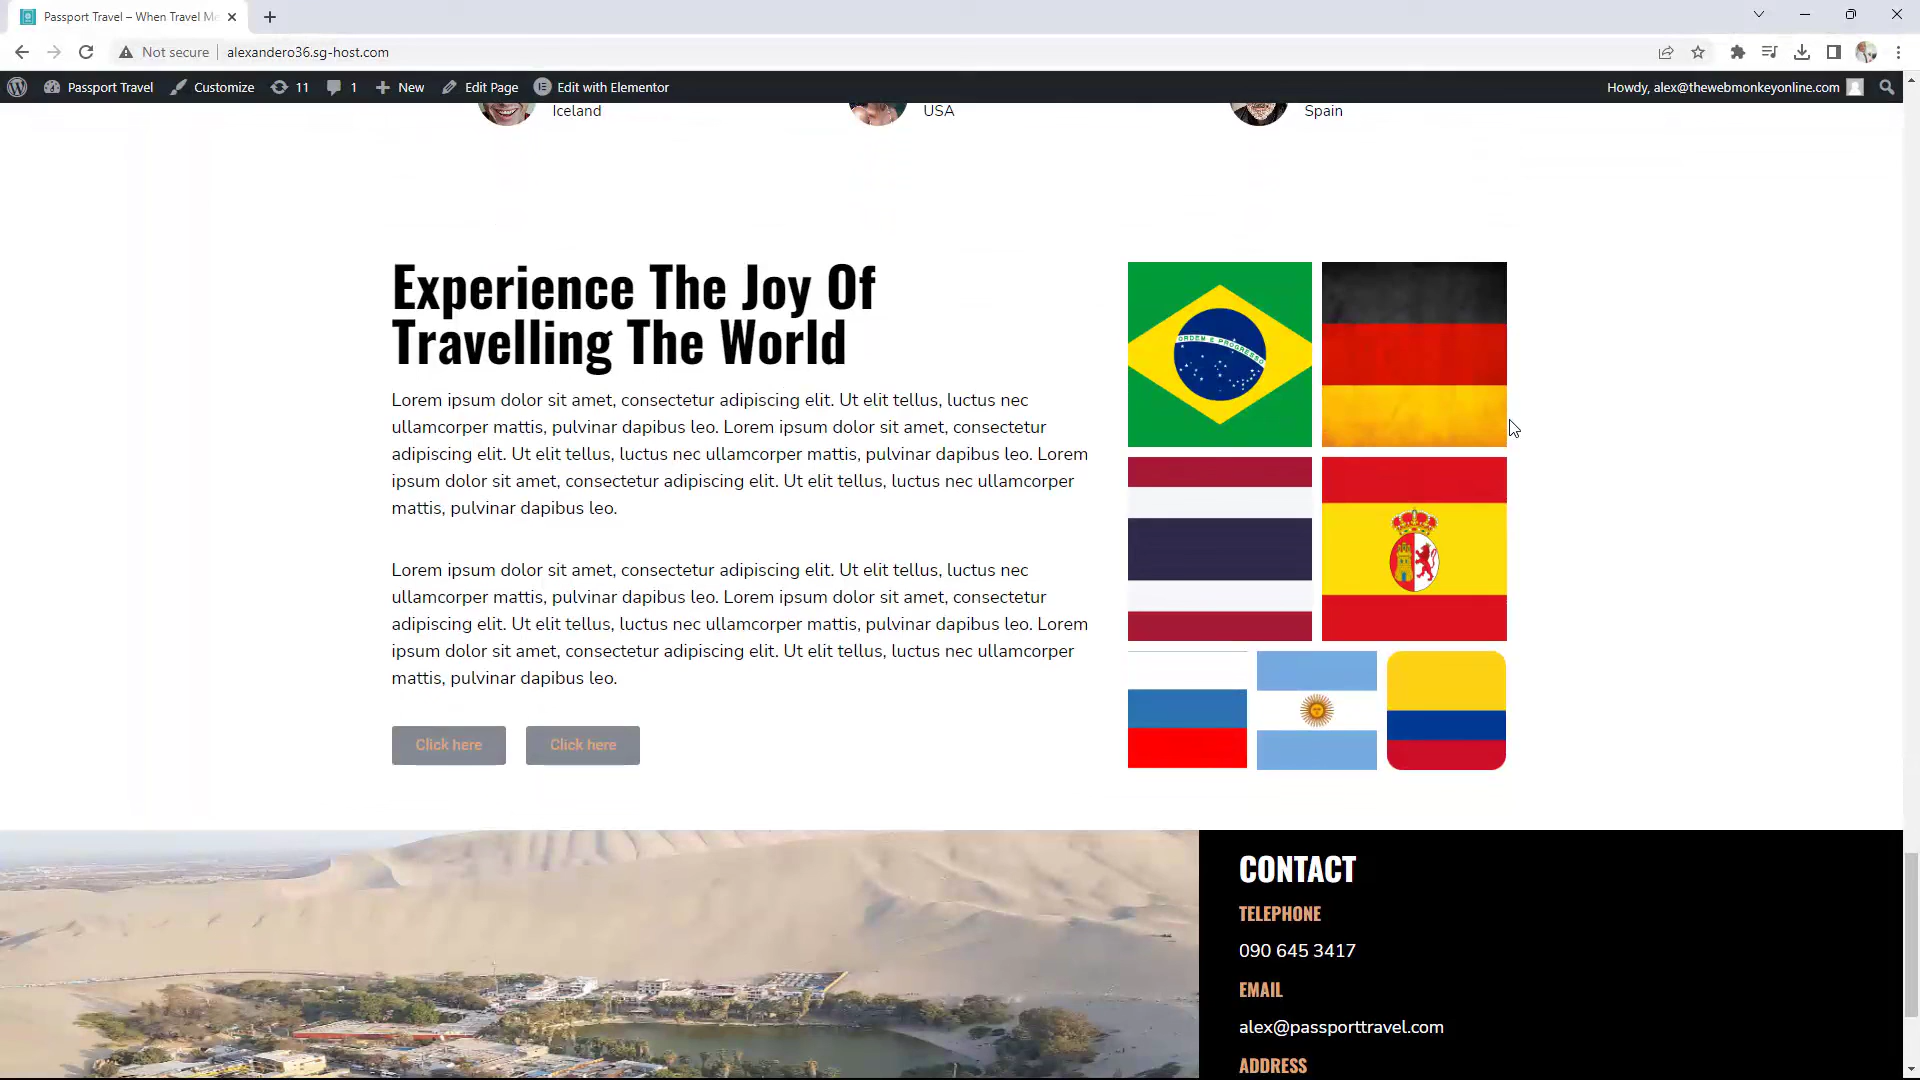 Passport Travel – When Travel Me
Not secure
alexandero36.sg-host.com
Passport Travel
Customize
11
1
New
Edit Page
Edit with Elementor
Howdy, alex@thewebmonkeyonline.com
Iceland
USA
Spain
Experience The Joy Of
Travelling The World
Lorem ipsum dolor sit amet, consectetur adipiscing elit. Ut elit tellus, luctus nec
ullamcorper mattis, pulvinar dapibus leo. Lorem ipsum dolor sit amet, consectetur
adipiscing elit. Ut elit tellus, luctus nec ullamcorper mattis, pulvinar dapibus leo. Lorem
ipsum dolor sit amet, consectetur adipiscing elit. Ut elit tellus, luctus nec ullamcorper
mattis, pulvinar dapibus leo.
Lorem ipsum dolor sit amet, consectetur adipiscing elit. Ut elit tellus, luctus nec
ullamcorper mattis, pulvinar dapibus leo. Lorem ipsum dolor sit amet, consectetur
adipiscing elit. Ut elit tellus, luctus nec ullamcorper mattis, pulvinar dapibus leo. Lorem
ipsum dolor sit amet, consectetur adipiscing elit. Ut elit tellus, luctus nec ullamcorper
mattis, pulvinar dapibus leo.
Click here
Click here
ORDEM E PROGRESSO
CONTACT
TELEPHONE
090 645 3417
EMAIL
alex@passporttravel.com
ADDRESS